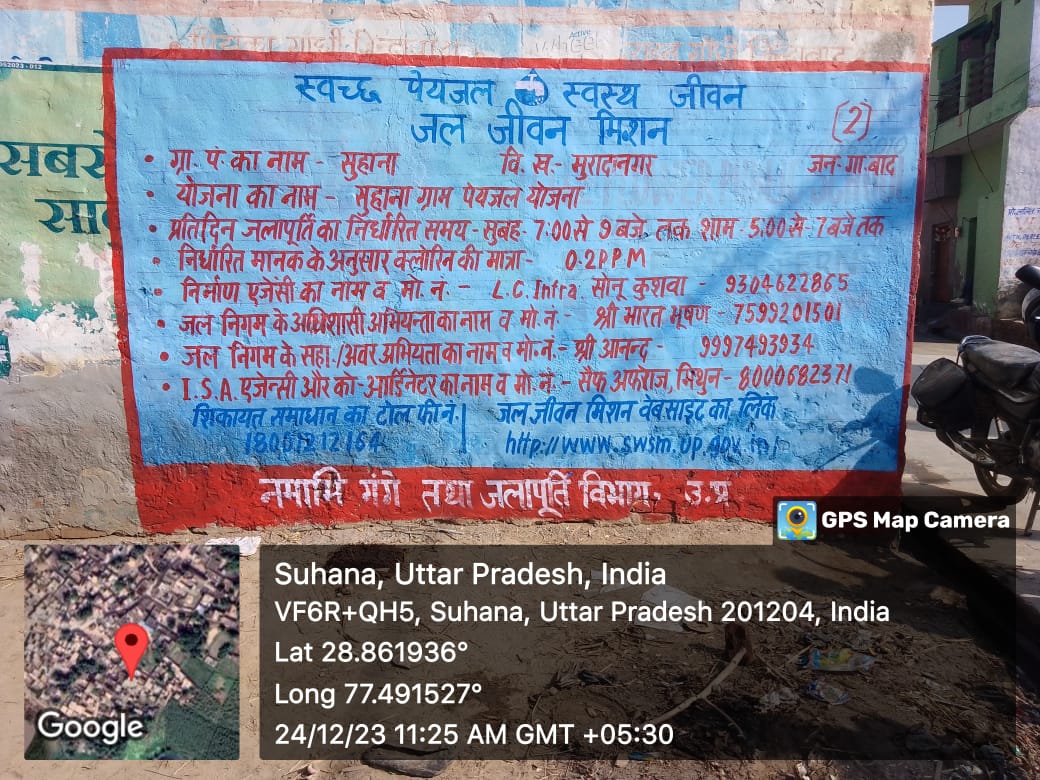 DS2023-012
सबसे
स्वच्छ पेयजल स्वस्थ जीवन
जल जीवन मिशन
(2)
• ग्रा. पं का नाम - सुहाना वि. ख.- मुरादनगर जन-गा.बाद
• योजना का नाम - सुहाना ग्राम पेयजल योजना
• प्रतिदिन जलापूर्ति का निर्धारित समय - सुबह- 7:00 से 9 बजे तक शाम- 5:00 से- 7 बजे तक
• निर्धारित मानक के अनुसार क्लोरिन की मात्रा - 0.2 P.P.M
• निर्माण एजेंसी का नाम व मो. नं. - L.C. Infra सोनू कुशवा - 9304622865
• जल निगम के अधिशासी अभियन्ता का नाम व मो.नं - श्री भारत भूषण - 7599201501
• जल निगम के सहा./अवर अभियंता का नाम व मो.नं.- श्री आनन्द - 9997493934
• I.S.A. एजेन्सी और को-आर्डिनेटर का नाम व मो. नं. - सैफ अफरोज, मिथुन - 8000682371
शिकायत समाधान का टोल फ्री नं. जल जीवन मिशन वेबसाइट का लिंक
18001212164 http://www.swsm.up.gov.in/
नमामि गंगे तथा जलापूर्ति विभाग, उ.प्र
GPS Map Camera
Suhana, Uttar Pradesh, India
VF6R+QH5, Suhana, Uttar Pradesh 201204, India
Lat 28.861936°
Long 77.491527°
24/12/23 11:25 AM GMT +05:30
Google